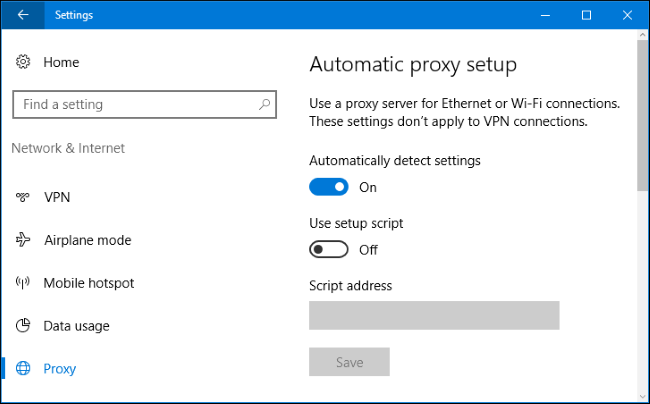 Settings
Home
Find a setting
Network & Internet
VPN
Airplane mode
Mobile hotspot
Data usage
Proxy
Automatic proxy setup
Use a proxy server for Ethernet or Wi-Fi connections.
These settings don't apply to VPN connections.
Automatically detect settings
On
Use setup script
Off
Script address
Save